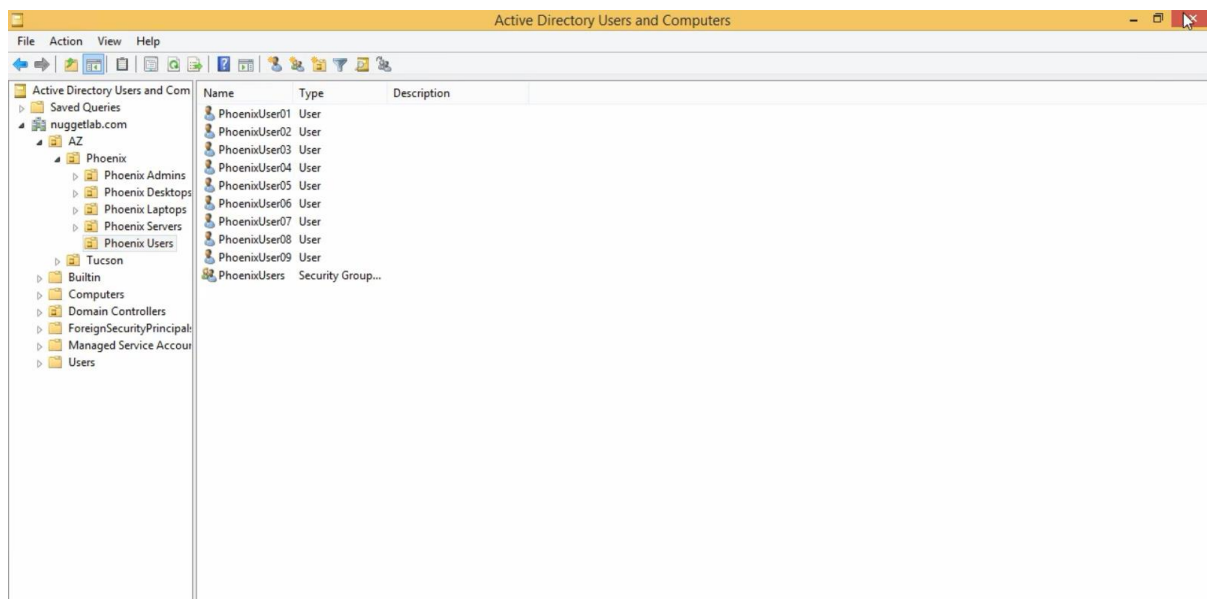 Active Directory Users and Computers
File Action View Help
Active Directory Users and Com
Saved Queries
nuggetlab.com
AZ
Phoenix
Phoenix Admins
Phoenix Desktops
Phoenix Laptops
Phoenix Servers
Phoenix Users
Tucson
Builtin
Computers
Domain Controllers
ForeignSecurityPrincipals
Managed Service Accour
Users
Name Type Description
PhoenixUser01 User
PhoenixUser02 User
PhoenixUser03 User
PhoenixUser04 User
PhoenixUser05 User
PhoenixUser06 User
PhoenixUser07 User
PhoenixUser08 User
PhoenixUser09 User
PhoenixUsers Security Group...